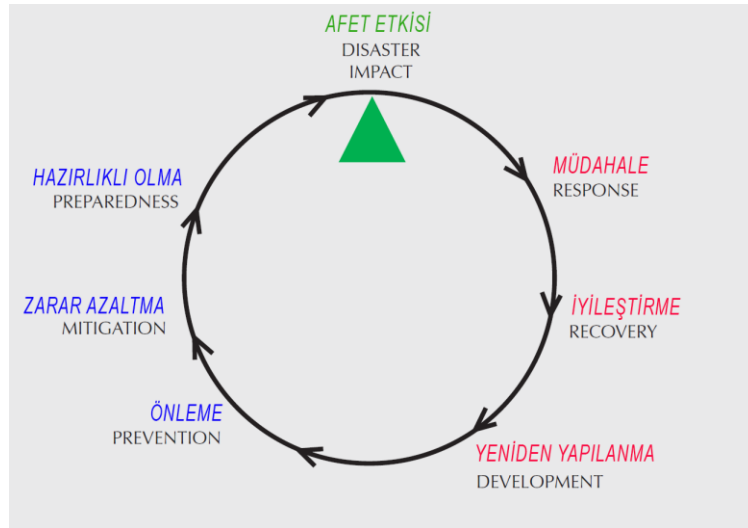 AFET ETKİSİ
DISASTER
IMPACT
MÜDAHALE
RESPONSE
HAZIRLIKLI OLMA
PREPAREDNESS
ZARAR AZALTMA
MITIGATION
İYİLEŞTİRME
RECOVERY
ÖNLEME
PREVENTION
YENİDEN YAPILANMA
DEVELOPMENT